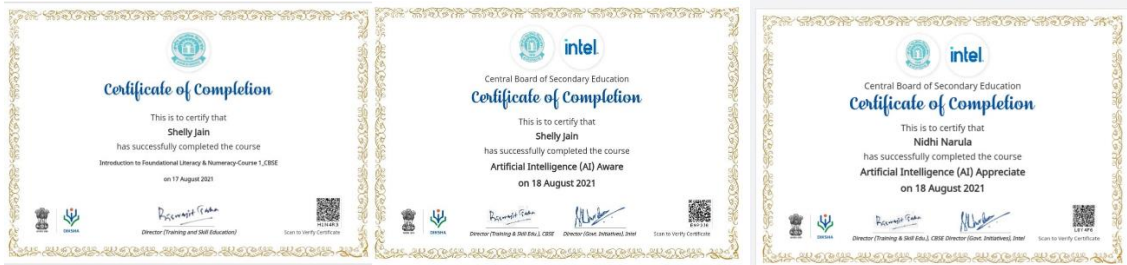 Certificate of Completion
This is to certify that
Shelly Jain
has successfully completed the course
Introduction to Foundational Literacy & Numeracy-Course 1_CBSE
on 17 August 2021
DIKSHA
Director (Training and Skill Education)
H1N4R3
Scan to Verify Certificate
intel.
Central Board of Secondary Education
Certificate of Completion
This is to certify that
Shelly Jain
has successfully completed the course
Artificial Intelligence (AI) Aware
on 18 August 2021
DIKSHA
Director (Training & Skill Edu.), CBSE
Director (Govt. Initiatives), Intel
Scan to Verify Certificate
intel.
Central Board of Secondary Education
Certificate of Completion
This is to certify that
Nidhi Narula
has successfully completed the course
Artificial Intelligence (AI) Appreciate
on 18 August 2021
DIKSHA
Director (Training & Skill Edu.), CBSE Director (Govt. Initiatives), Intel
Scan to Verify Certificate